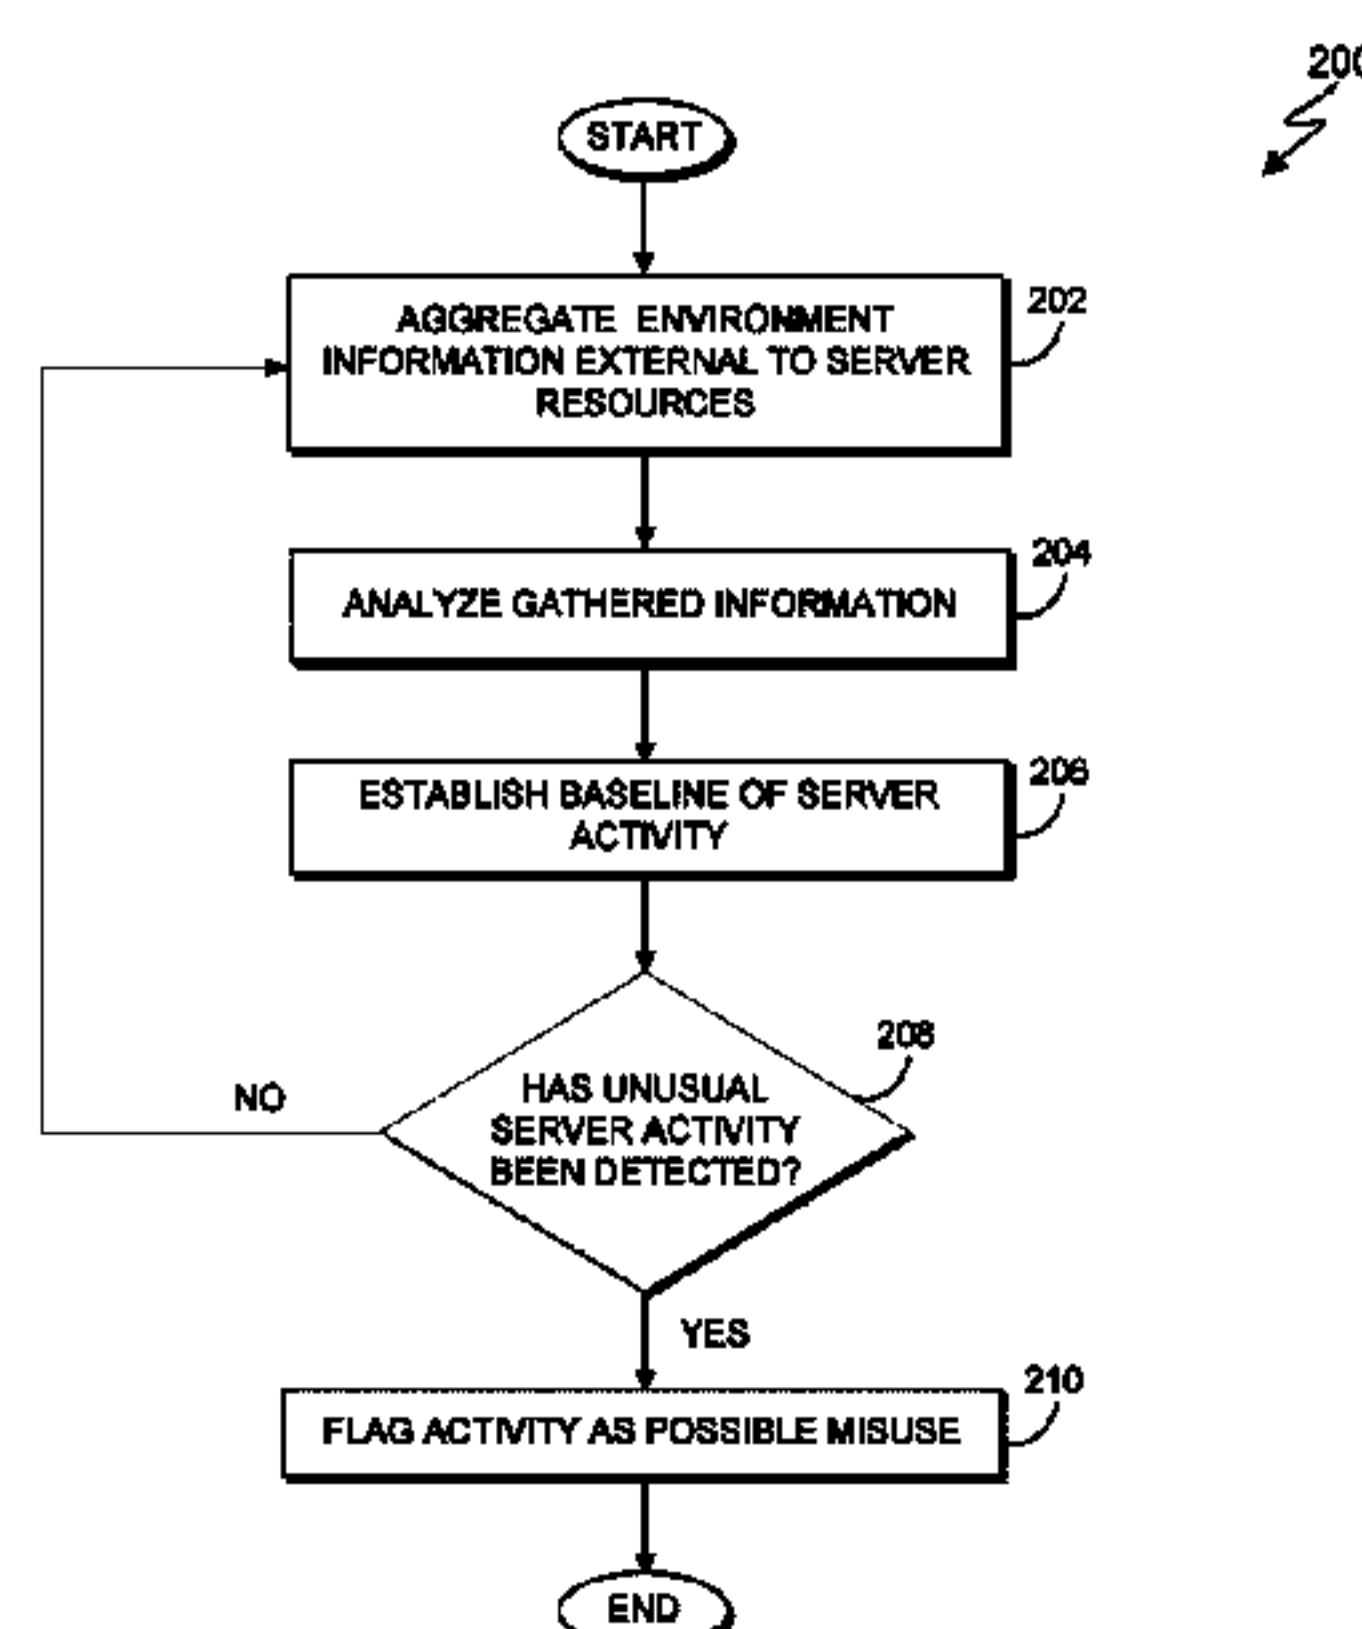 200
START
AGGREGATE ENVIRONMENT
INFORMATION EXTERNAL TO SERVER
RESOURCES
202
ANALYZE GATHERED INFORMATION
204
ESTABLISH BASELINE OF SERVER
ACTIVITY
206
HAS UNUSUAL
SERVER ACTIVITY
BEEN DETECTED?
208
NO
YES
FLAG ACTIVITY AS POSSIBLE MISUSE
210
END